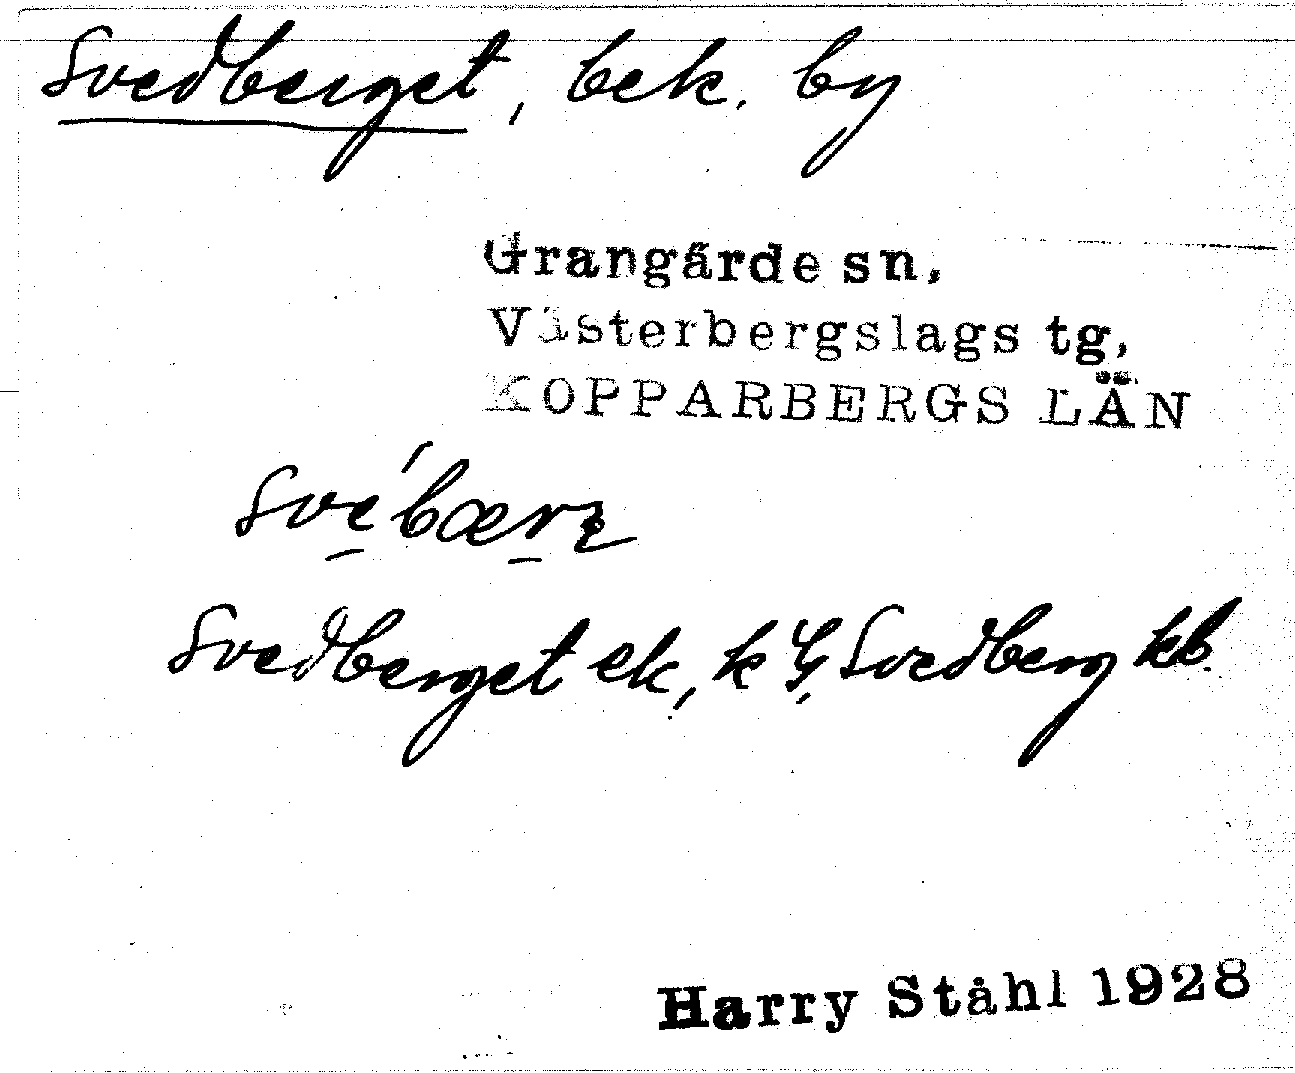 Svedberget, bek. by
Grangärde sn.
Västerbergslags tg,
KOPPARBERGS LÄN
Svedberget ek, k Svedberg kb.
Harry Ståhl 1928